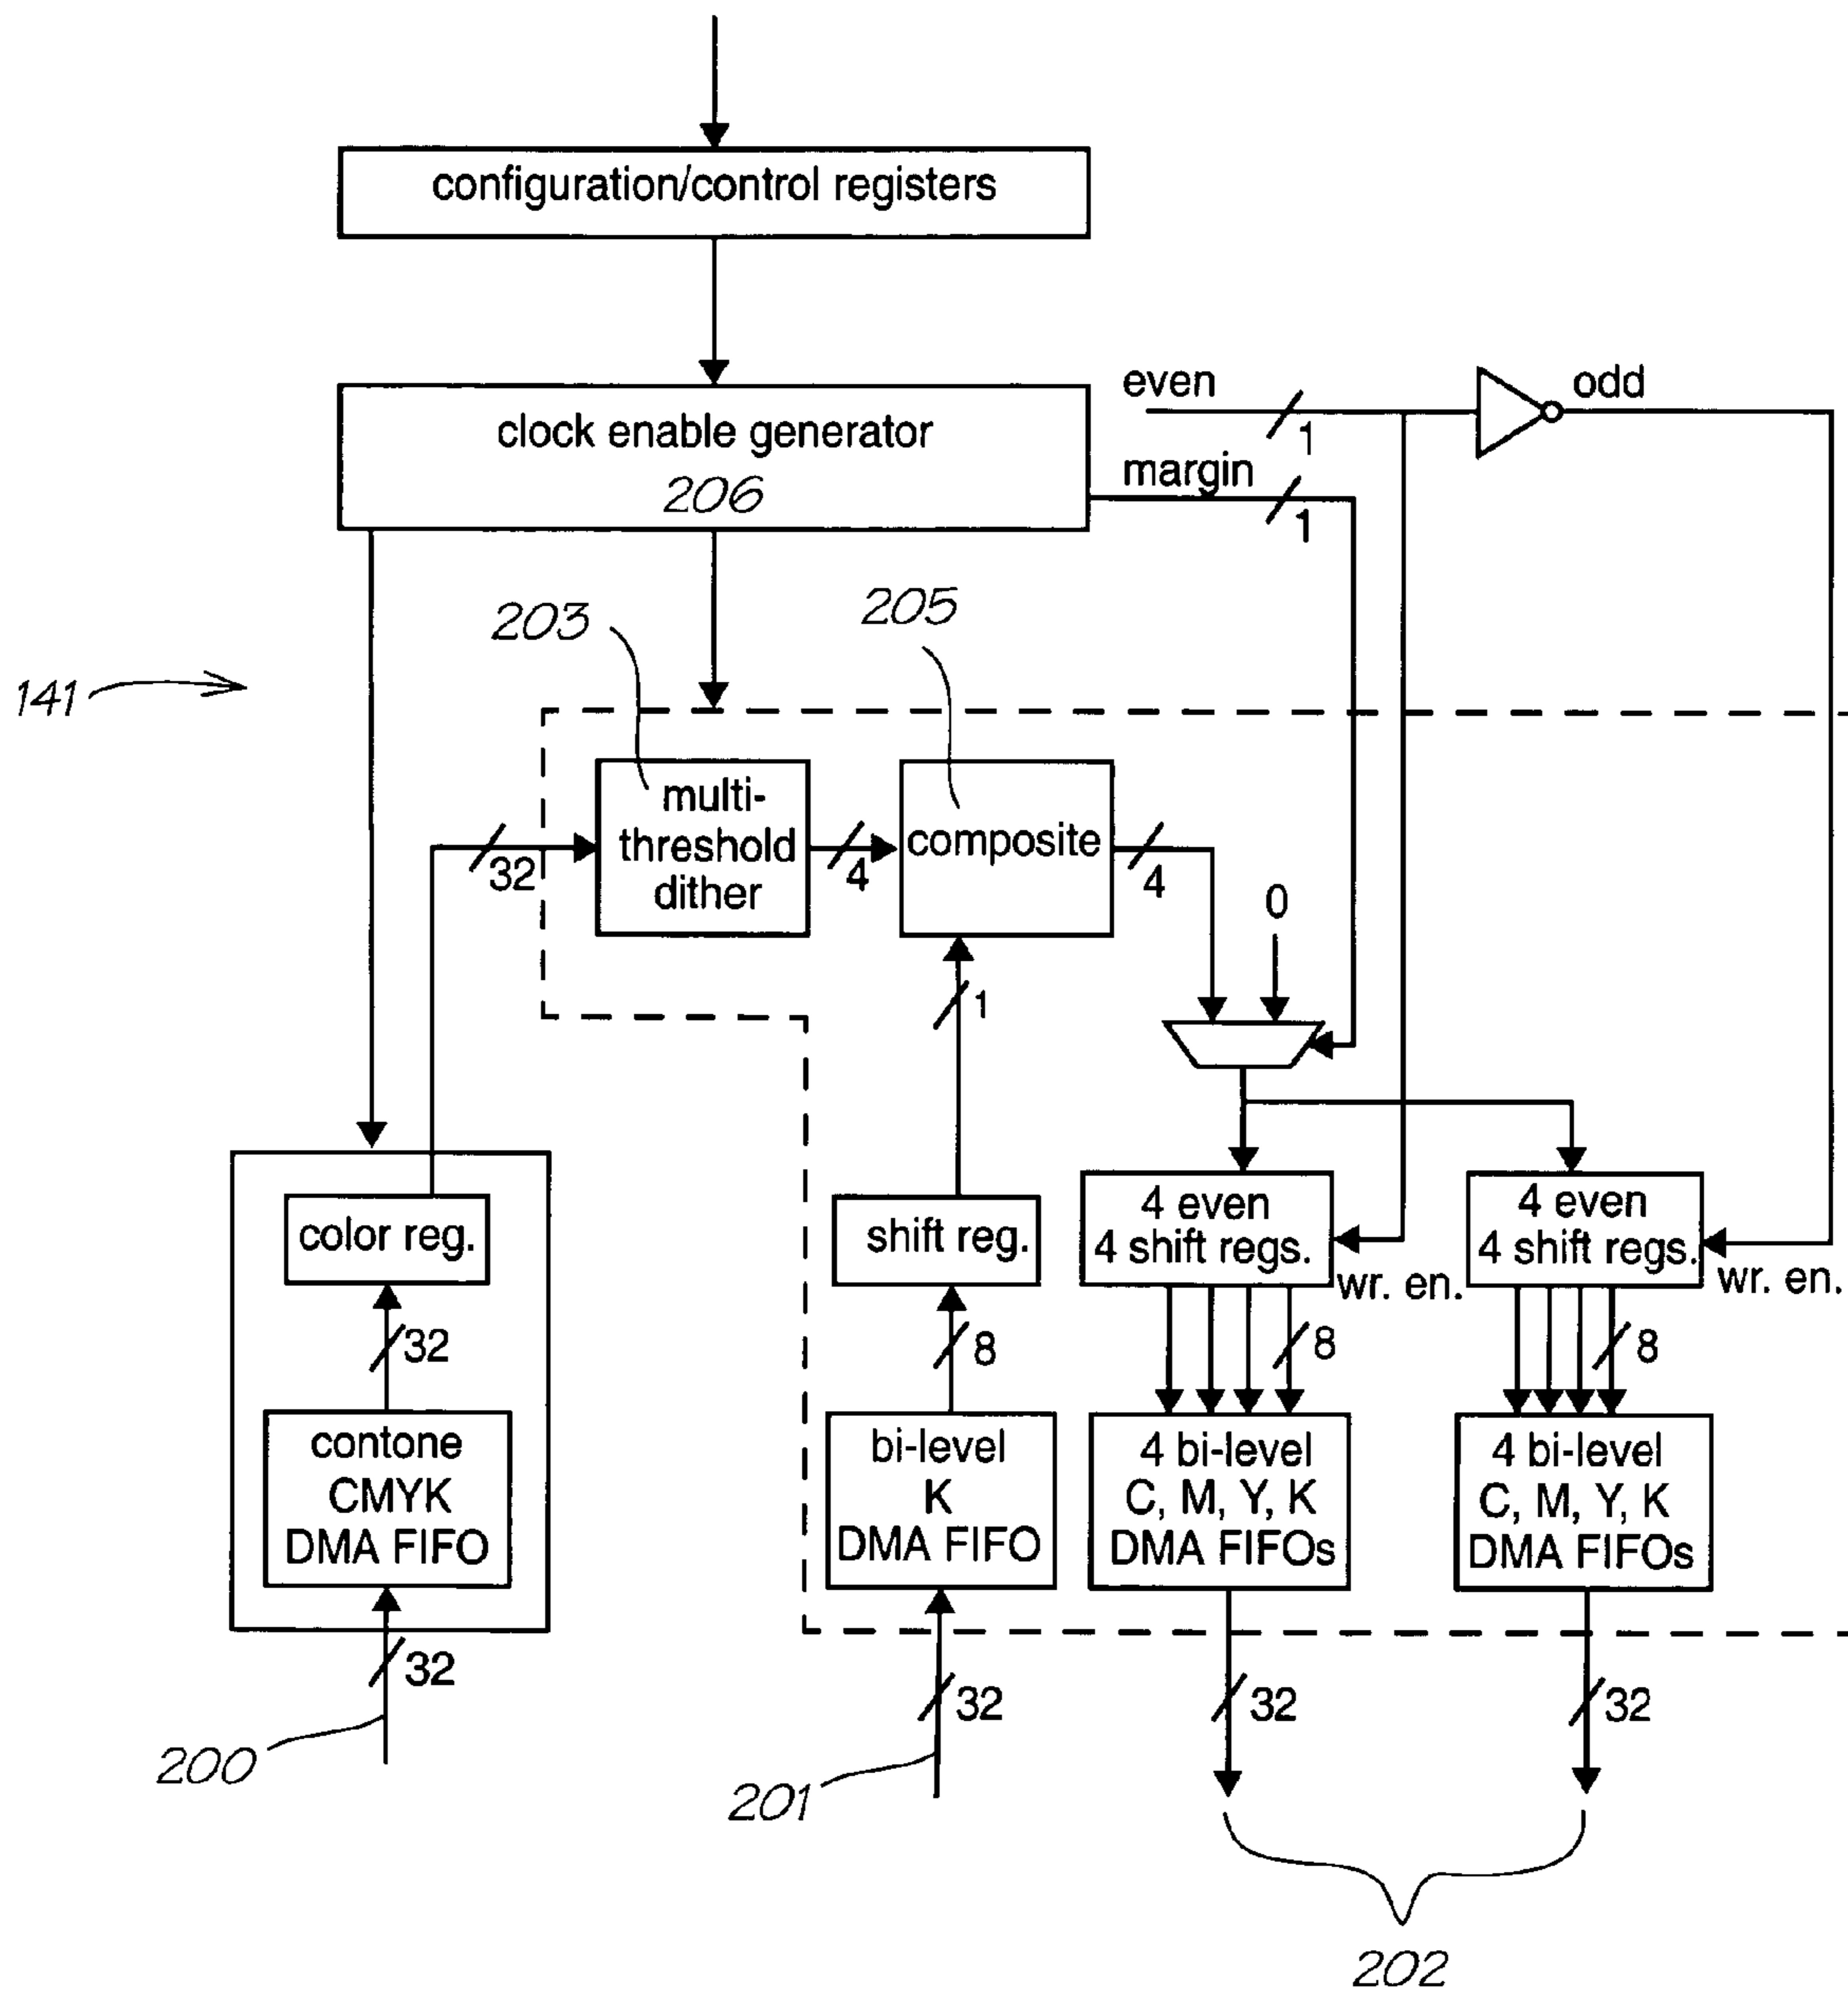 configuration/control registers
clock enable generator
206
even
1
odd
margin
1
203
205
141
multi-
threshold
dither
composite
32
4
4
0
1
color reg.
shift reg.
4 even
4 shift regs.
wr. en.
4 even
4 shift regs.
wr. en.
32
8
8
8
contone
CMYK
DMA FIFO
bi-level
K
DMA FIFO
4 bi-level
C, M, Y, K
DMA FIFOs
4 bi-level
C, M, Y, K
DMA FIFOs
32
32
32
32
200
201
202